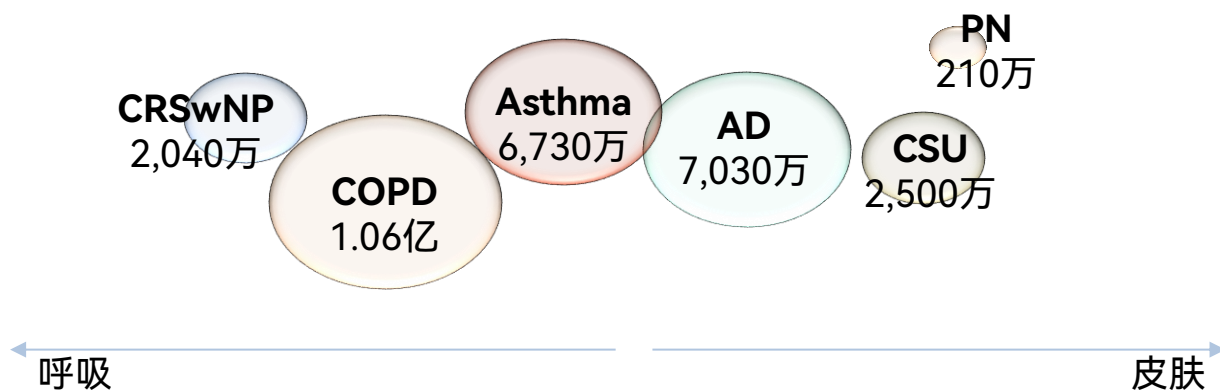 CRSwNP
2,040万
COPD
1.06亿
Asthma
6,730万
AD
7,030万
CSU
2,500万
PN
210万
呼吸
皮肤